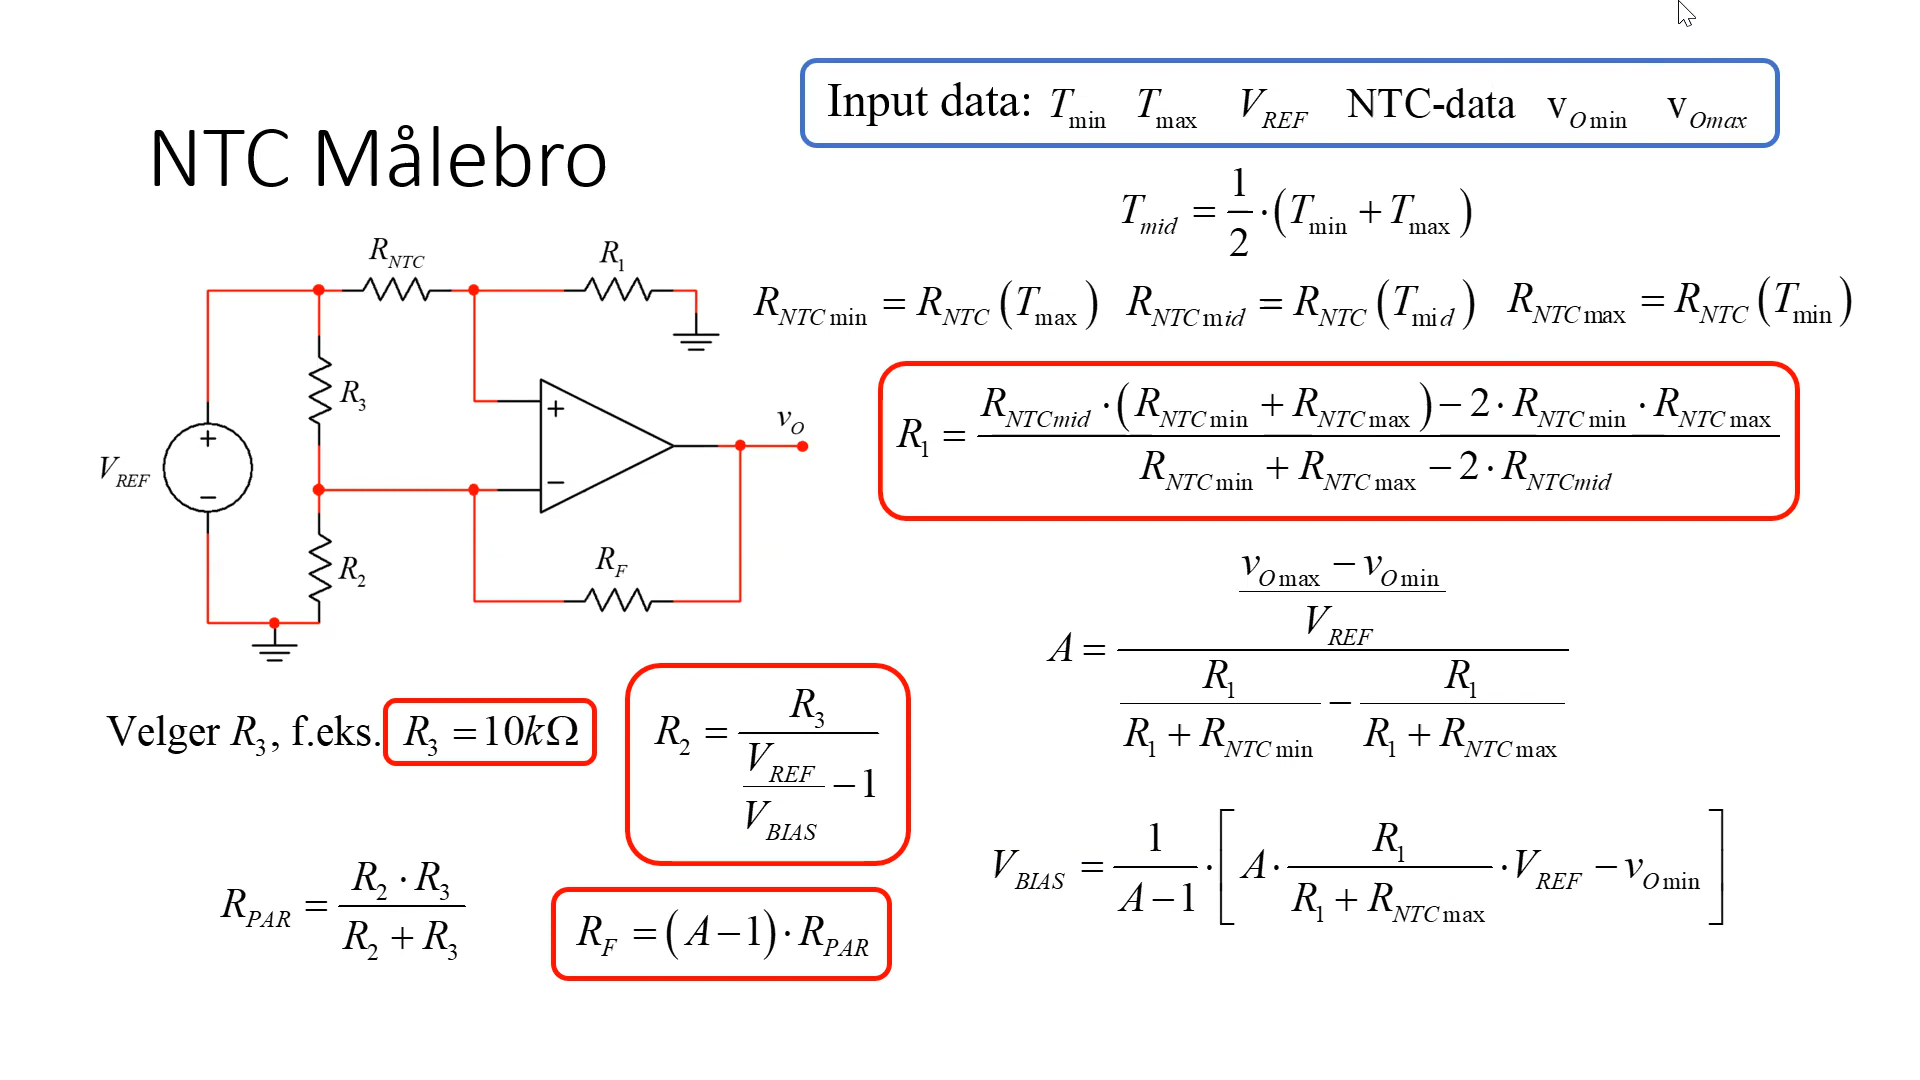 Input data: T_min T_max V_REF NTC-data v_Omin v_Omax
NTC Målebro
T_mid = 1/2 · (T_min + T_max)
R_NTCmin = R_NTC (T_max) R_NTCmid = R_NTC (T_mid) R_NTCmax = R_NTC (T_min)
R_NTC
R_1
R_3
V_REF
+
−
+
−
v_O
R_2
R_F
R_1 = (R_NTCmid · (R_NTCmin + R_NTCmax) − 2 · R_NTCmin · R_NTCmax) / (R_NTCmin + R_NTCmax − 2 · R_NTCmid)
A = ((v_Omax − v_Omin) / V_REF) / (R_1 / (R_1 + R_NTCmin) − R_1 / (R_1 + R_NTCmax))
Velger R_3, f.eks. R_3 = 10kΩ
R_2 = R_3 / (V_REF / V_BIAS − 1)
V_BIAS = 1 / (A − 1) · [A · R_1 / (R_1 + R_NTCmax) · V_REF − v_Omin]
R_PAR = (R_2 · R_3) / (R_2 + R_3)
R_F = (A − 1) · R_PAR